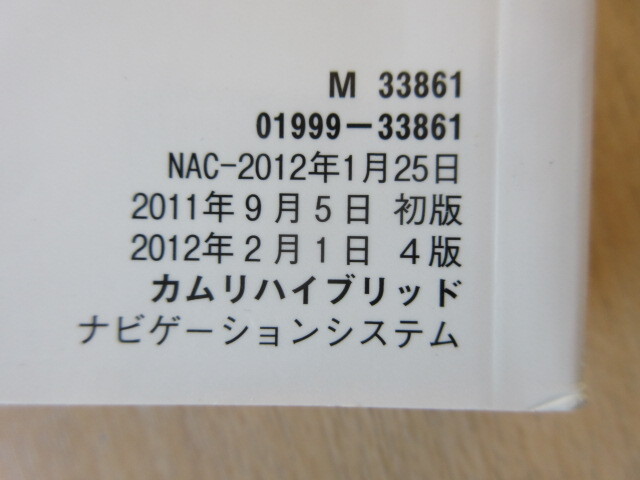 M 33861
01999-33861
NAC-2012年1月25日
2011年9月5日 初版
2012年2月1日 4版
カムリハイブリッド
ナビゲーションシステム